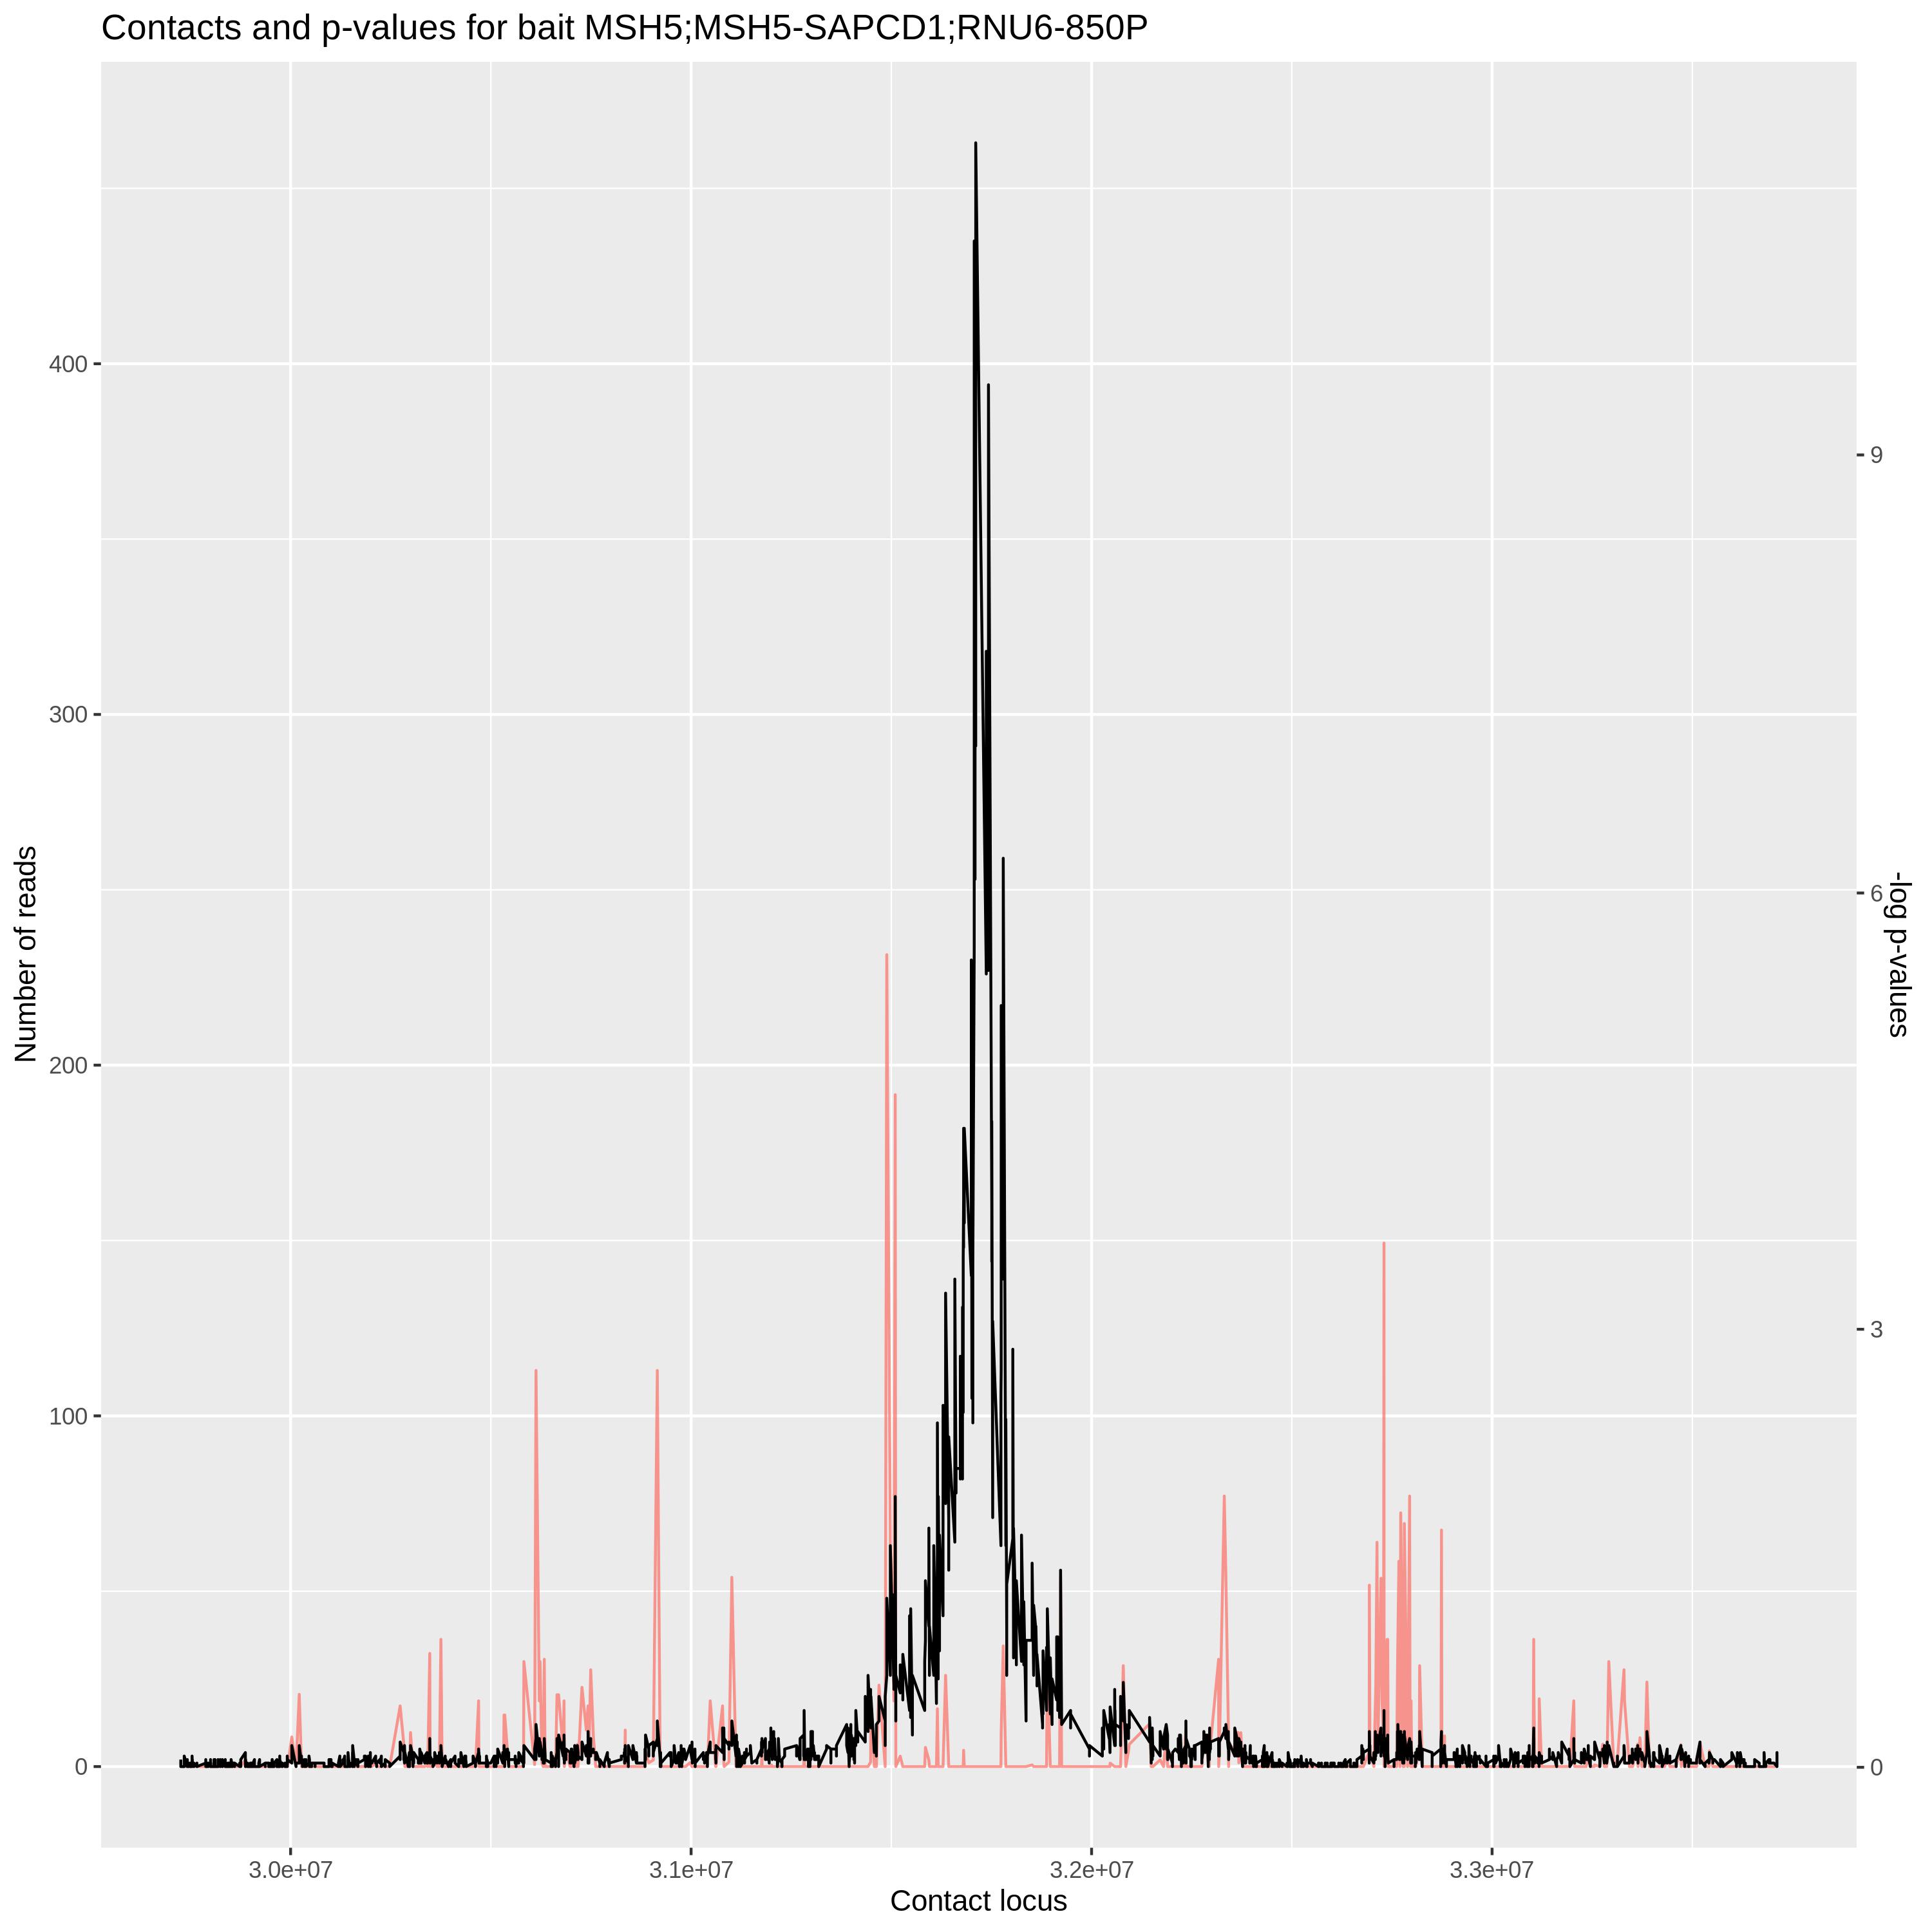 Contacts and p-values for bait MSH5;MSH5-SAPCD1;RNU6-850P
400
300
200
100
0
Number of reads
9
6
3
0
-log p-values
3.0e+07
3.1e+07
3.2e+07
3.3e+07
Contact locus